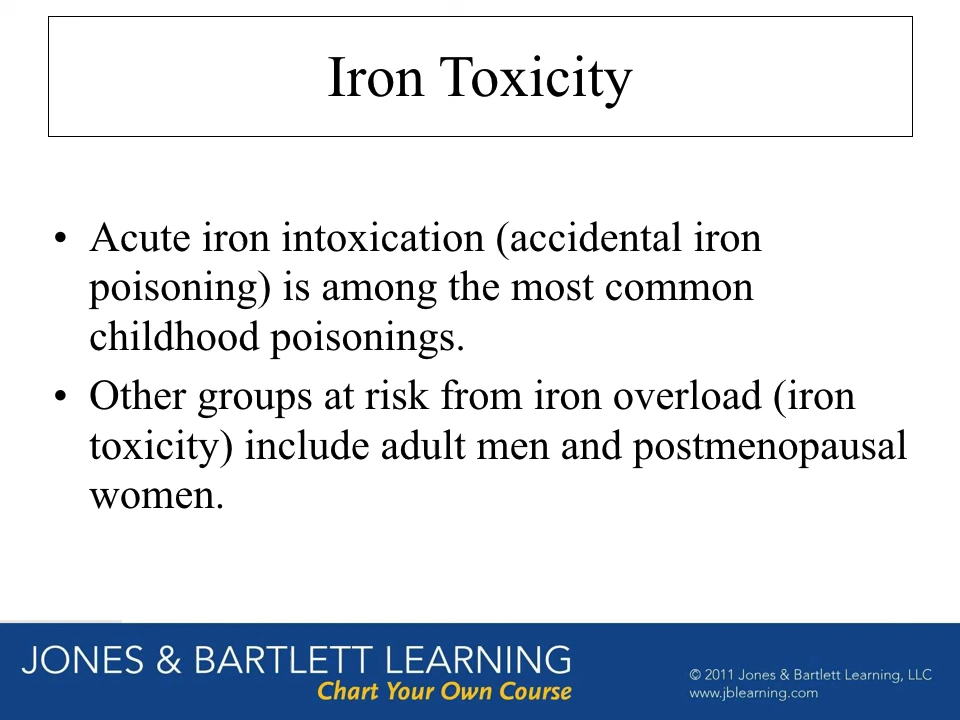 Iron Toxicity
• Acute iron intoxication (accidental iron
poisoning) is among the most common
childhood poisonings.
• Other groups at risk from iron overload (iron
toxicity) include adult men and postmenopausal
women.
JONES & BARTLETT LEARNING
Chart Your Own Course
© 2011 Jones & Bartlett Learning, LLC
www.jblearning.com